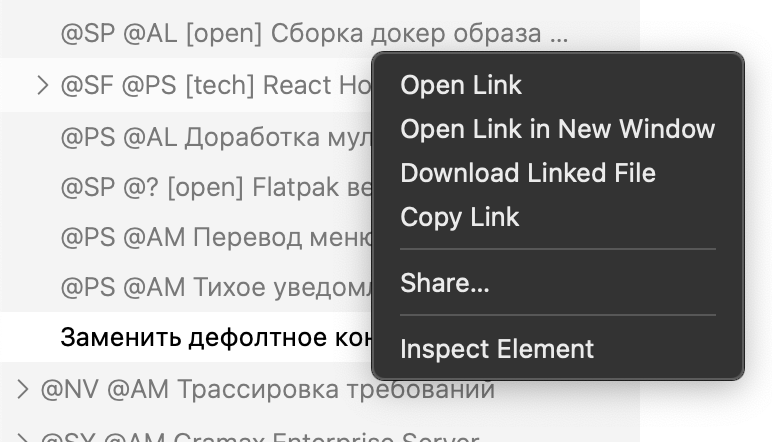 @SP @AL [open] Сборка докер образа ...
@SF @PS [tech] React Ho
@PS @AL Доработка мул
@SP @? [open] Flatpak ве
@PS @AM Перевод меню
@PS @AM Тихое уведомл
Заменить дефолтное кон
@NV @AM Трассировка требований
@SX @AM Gramax Enterprise Server
Open Link
Open Link in New Window
Download Linked File
Copy Link
Share...
Inspect Element